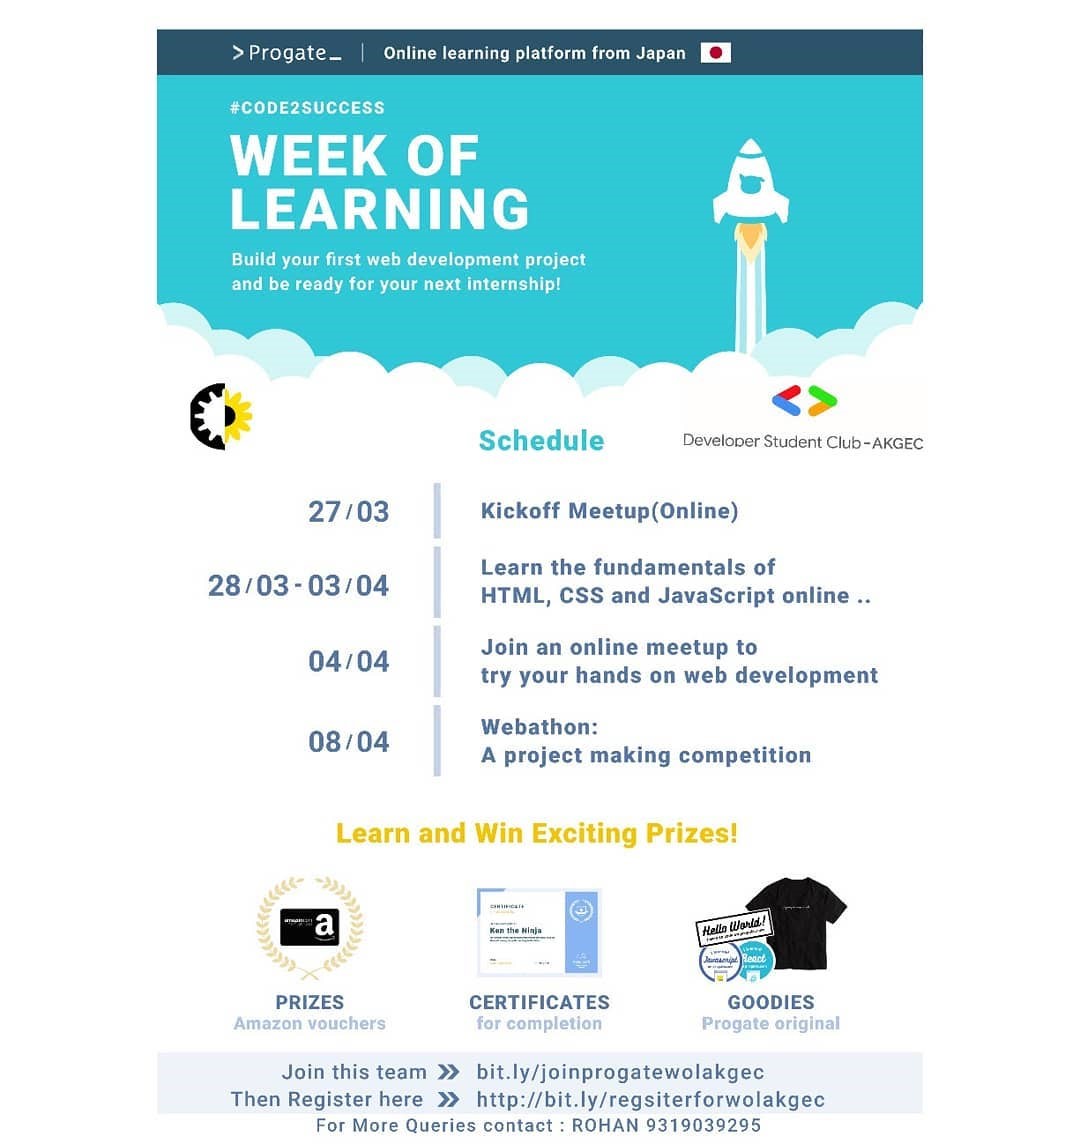 >Progate_ | Online learning platform from Japan
#CODE2SUCCESS
WEEK OF
LEARNING
Build your first web development project
and be ready for your next internship!
Developer Student Club-AKGEC
Schedule
27/03 Kickoff Meetup(Online)
28/03-03/04 Learn the fundamentals of
HTML, CSS and JavaScript online ..
04/04 Join an online meetup to
try your hands on web development
08/04 Webathon:
A project making competition
Learn and Win Exciting Prizes!
a
CERTIFICATE
Ken the Ninja
Hello World!
Javascript
React
PRIZES
Amazon vouchers
CERTIFICATES
for completion
GOODIES
Progate original
Join this team » bit.ly/joinprogatewolakgec
Then Register here » http://bit.ly/regsiterforwolakgec
For More Queries contact : ROHAN 9319039295